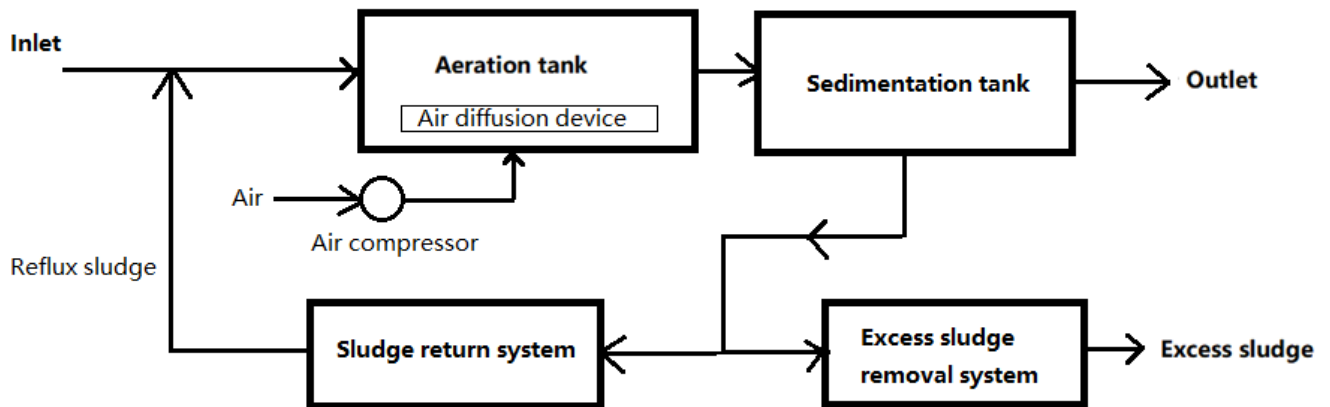 Inlet
Aeration tank
Air diffusion device
Sedimentation tank
Outlet
Air
Air compressor
Reflux sludge
Sludge return system
Excess sludge
removal system
Excess sludge